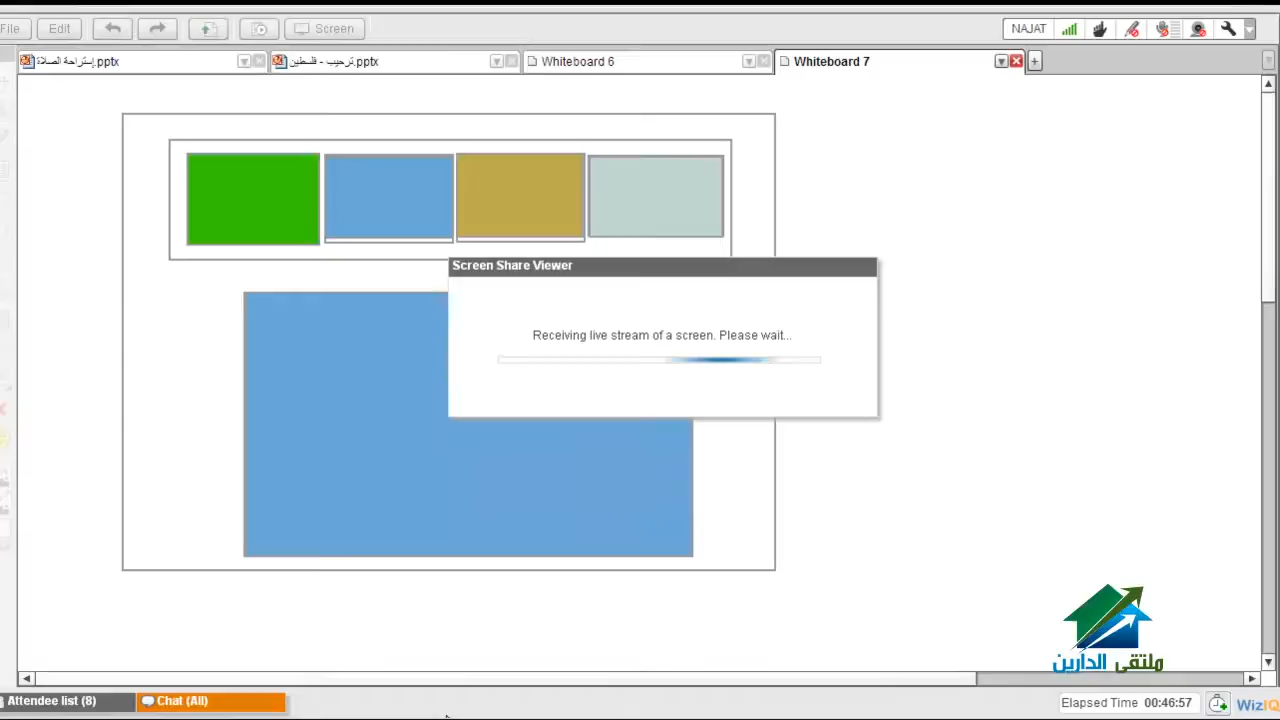 File
Edit
Screen
NAJAT
إستراحة الصلاة.pptx
ترحيب - فلسطين.pptx
Whiteboard 6
Whiteboard 7
Screen Share Viewer
Receiving live stream of a screen. Please wait...
ملتقى الدارين
Attendee list (8)
Chat (All)
Elapsed Time 00:46:57
WizIQ